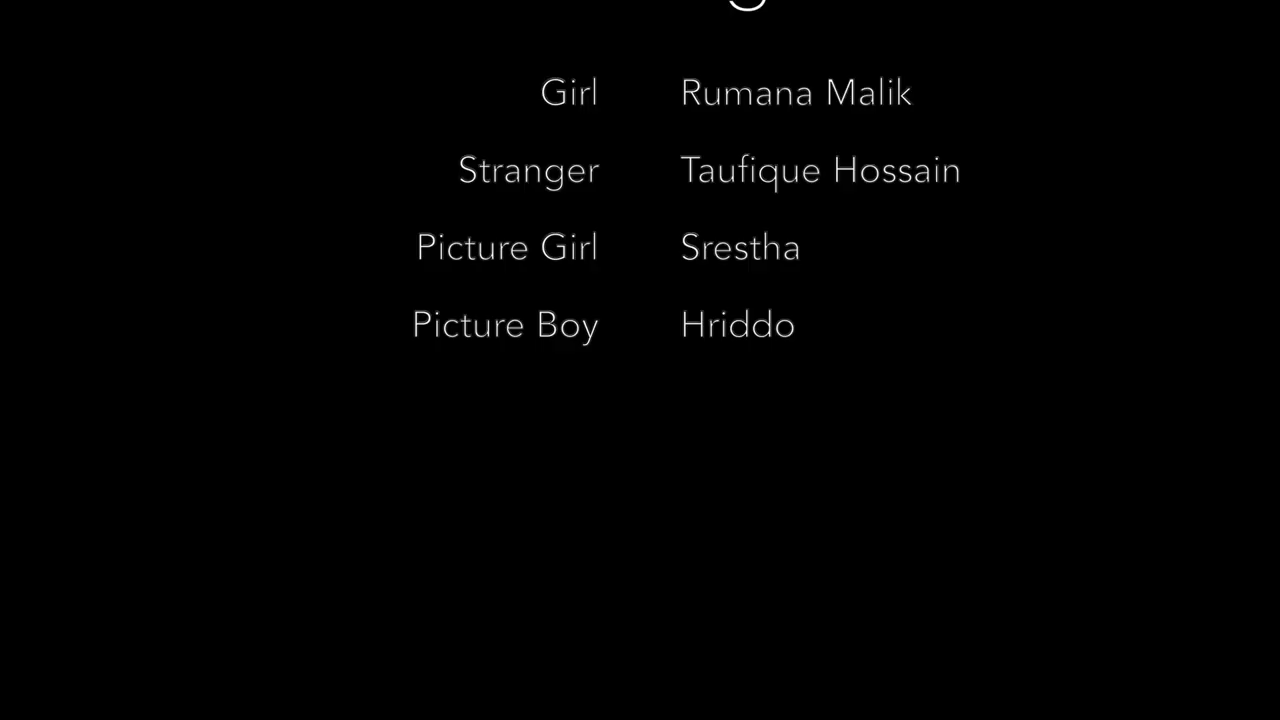 Girl Rumana Malik
Stranger Taufique Hossain
Picture Girl Srestha
Picture Boy Hriddo